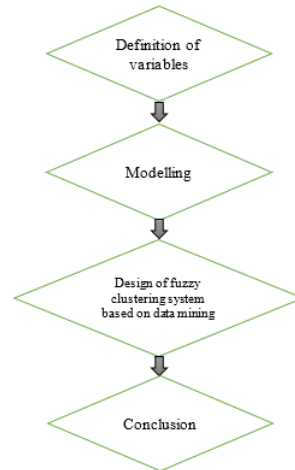 Definition of
variables
Modelling
Design of fuzzy
clustering system
based on data mining
Conclusion